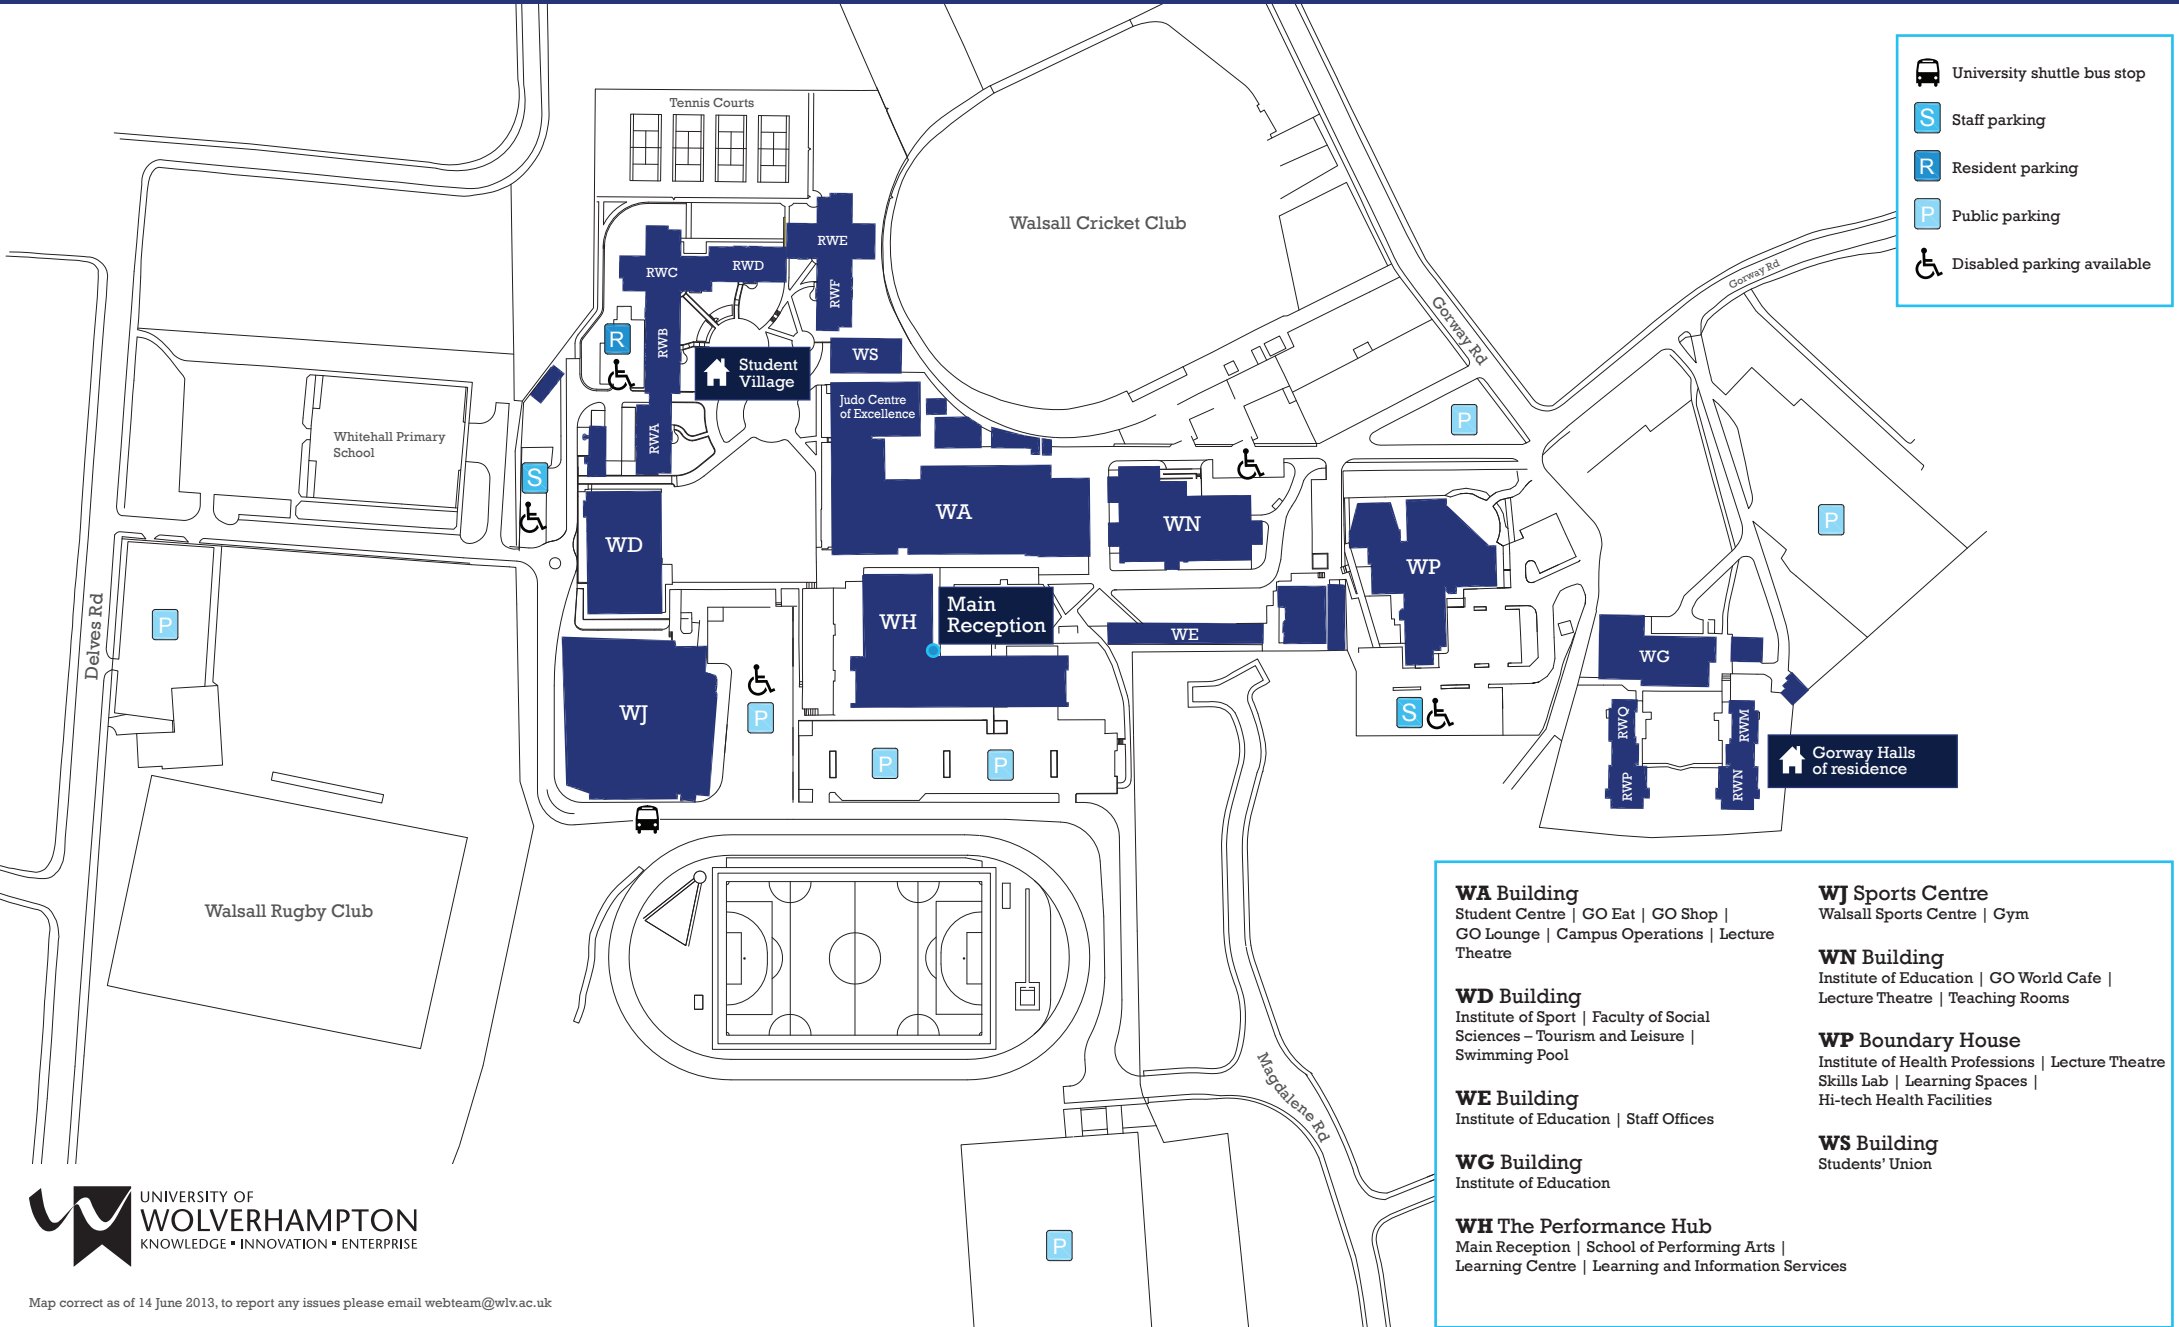 Tennis Courts
Walsall Cricket Club
University shuttle bus stop
S Staff parking
R Resident parking
P Public parking
Disabled parking available
Gorway Rd
Gorway Rd
RWE
RWC
RWD
RWF
RWB
R
WS
Student
Village
Judo Centre
of Excellence
RWA
Whitehall Primary
School
S
P
WA
WN
WD
WP
P
P
Delves Rd
WH
Main
Reception
WE
WG
WJ
P
S
RWQ
RWM
P
P
RWP
RWN
Gorway Halls
of residence
Walsall Rugby Club
Magdalene Rd
P
WA Building
Student Centre | GO Eat | GO Shop |
GO Lounge | Campus Operations | Lecture
Theatre
WD Building
Institute of Sport | Faculty of Social
Sciences – Tourism and Leisure |
Swimming Pool
WE Building
Institute of Education | Staff Offices
WG Building
Institute of Education
WH The Performance Hub
Main Reception | School of Performing Arts |
Learning Centre | Learning and Information Services
WJ Sports Centre
Walsall Sports Centre | Gym
WN Building
Institute of Education | GO World Cafe |
Lecture Theatre | Teaching Rooms
WP Boundary House
Institute of Health Professions | Lecture Theatre
Skills Lab | Learning Spaces |
Hi-tech Health Facilities
WS Building
Students' Union
UNIVERSITY OF
WOLVERHAMPTON
KNOWLEDGE ▪ INNOVATION ▪ ENTERPRISE
Map correct as of 14 June 2013, to report any issues please email webteam@wlv.ac.uk